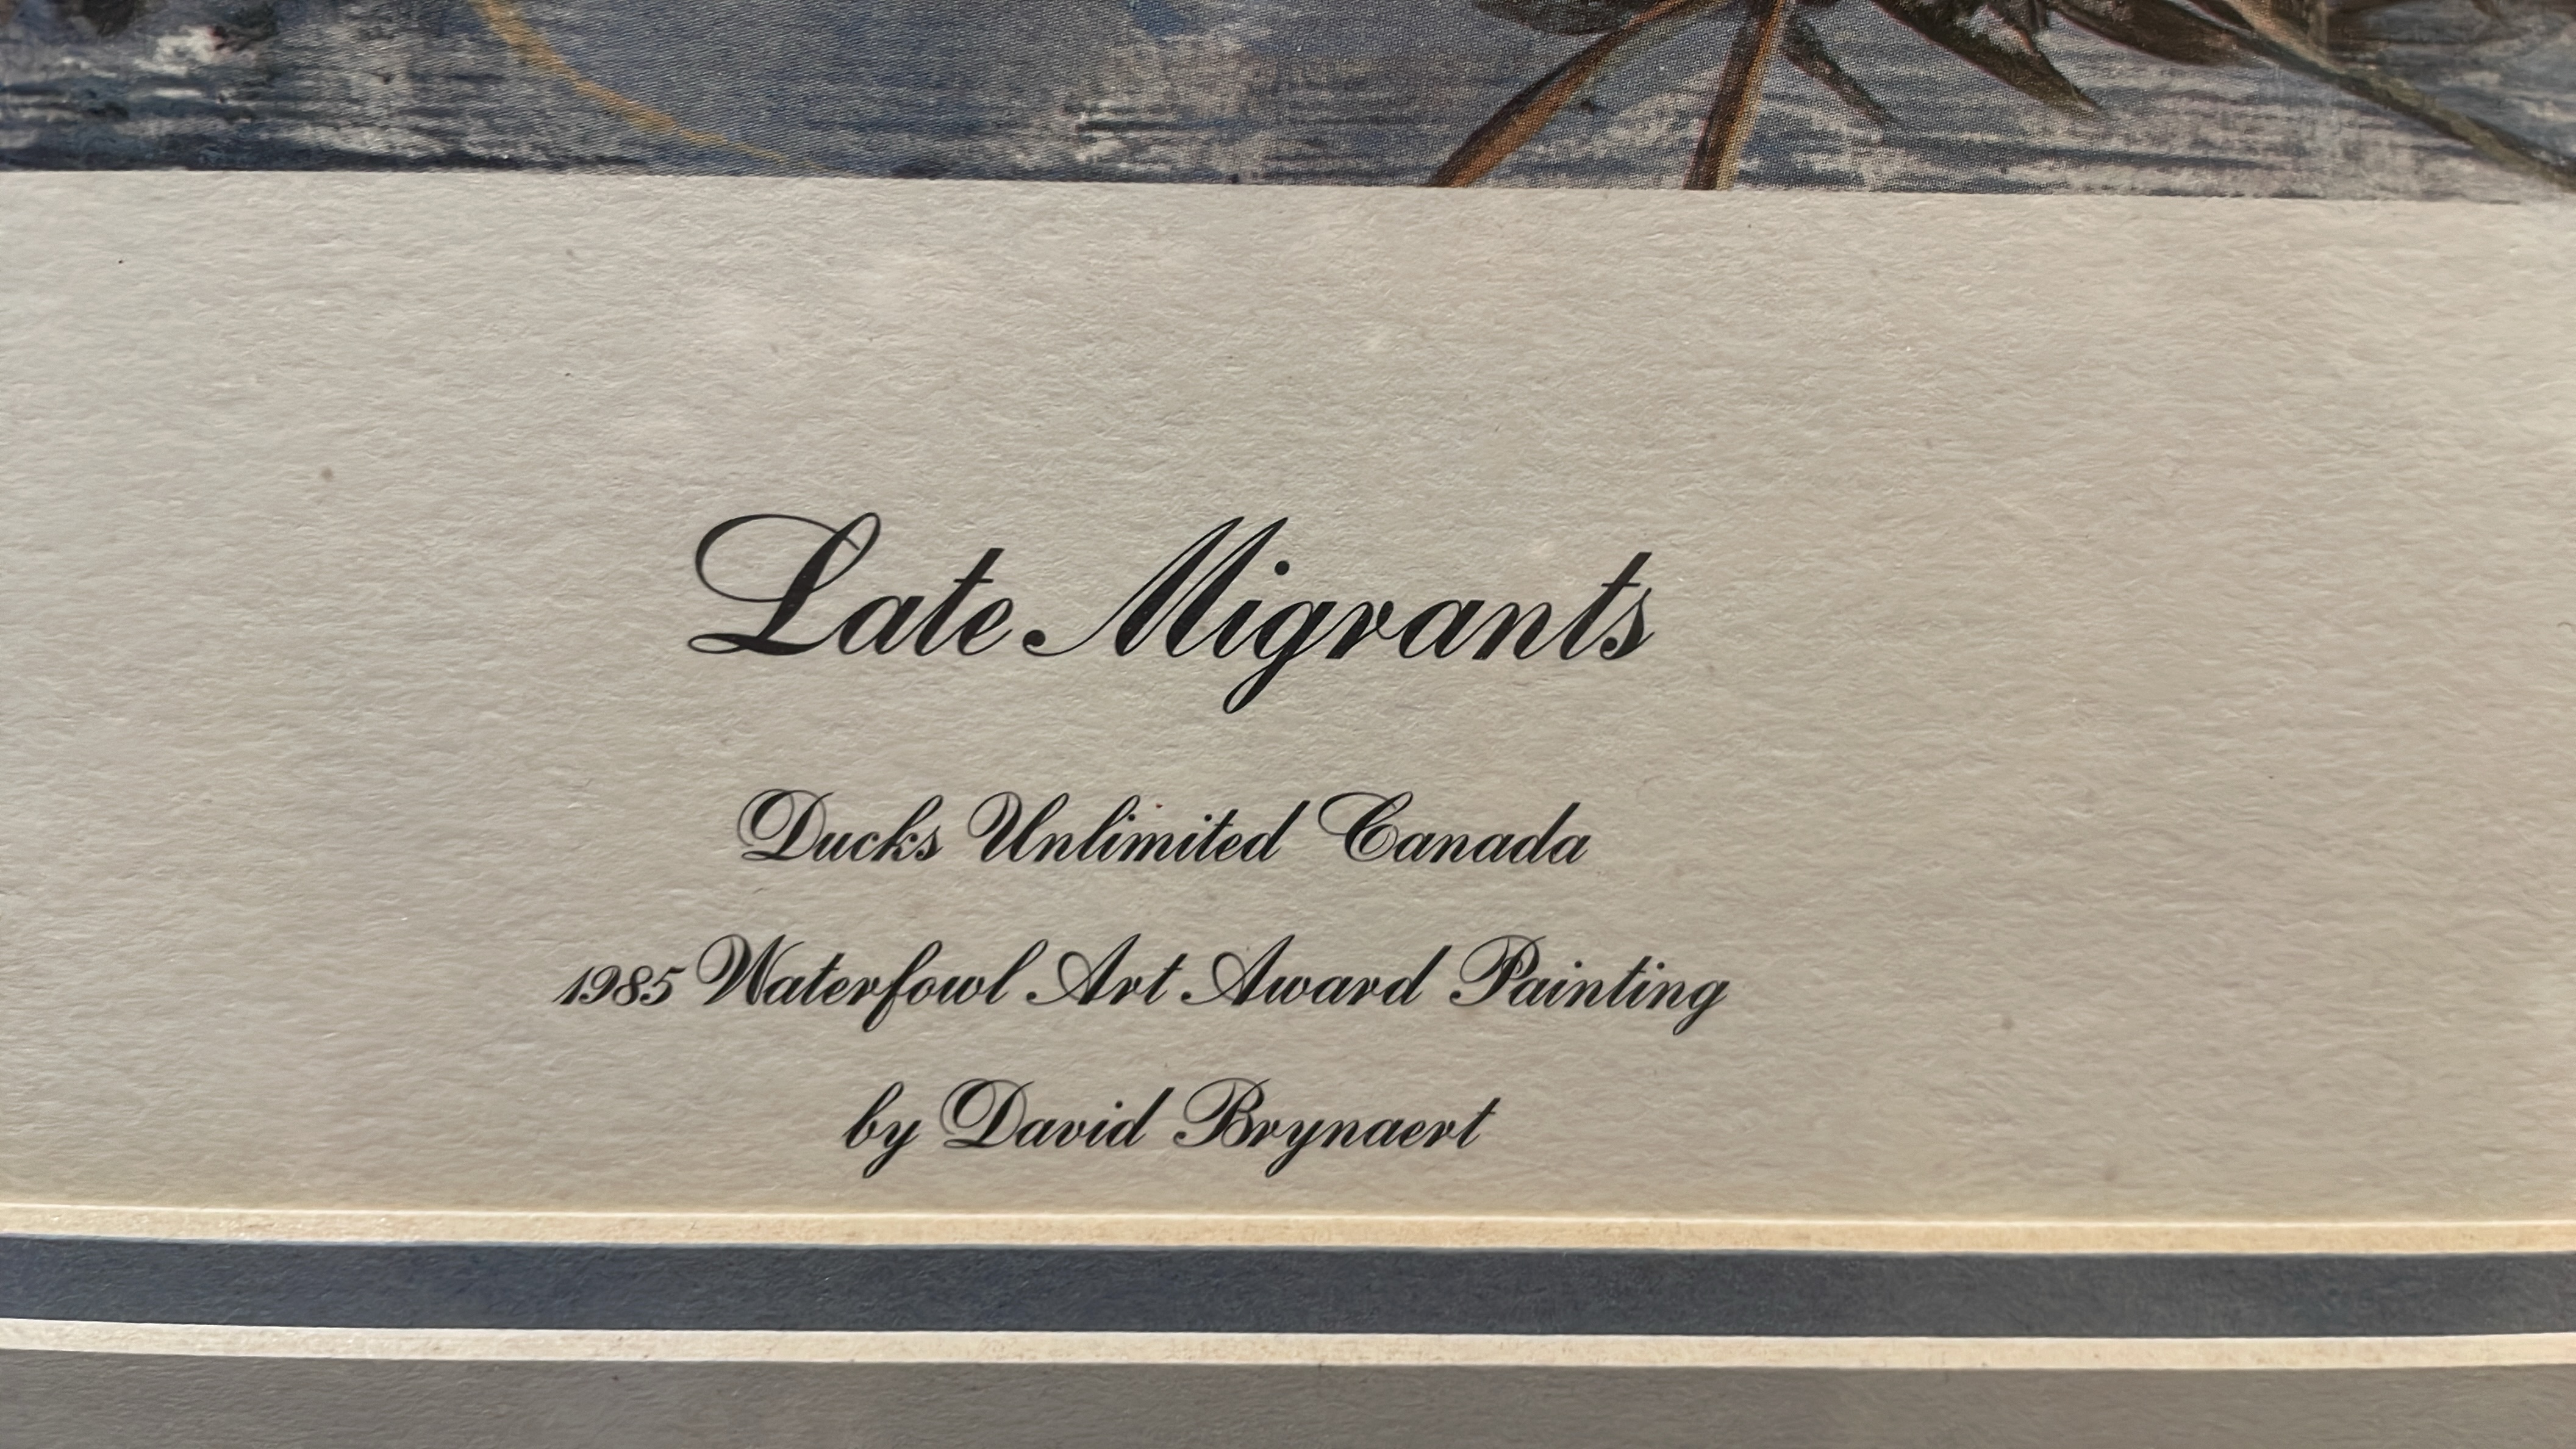 Late Migrants
Ducks Unlimited Canada
1985 Waterfowl Art Award Painting
by David Brynaert